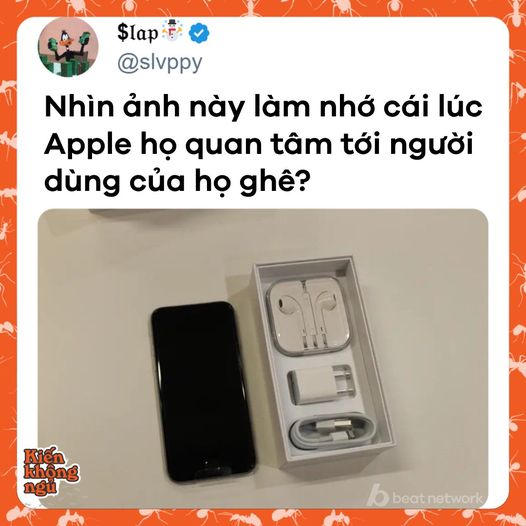 $lap
@slvppy
Nhìn ảnh này làm nhớ cái lúc
Apple họ quan tâm tới người
dùng của họ ghê?
Kiến
không
ngủ
beat network